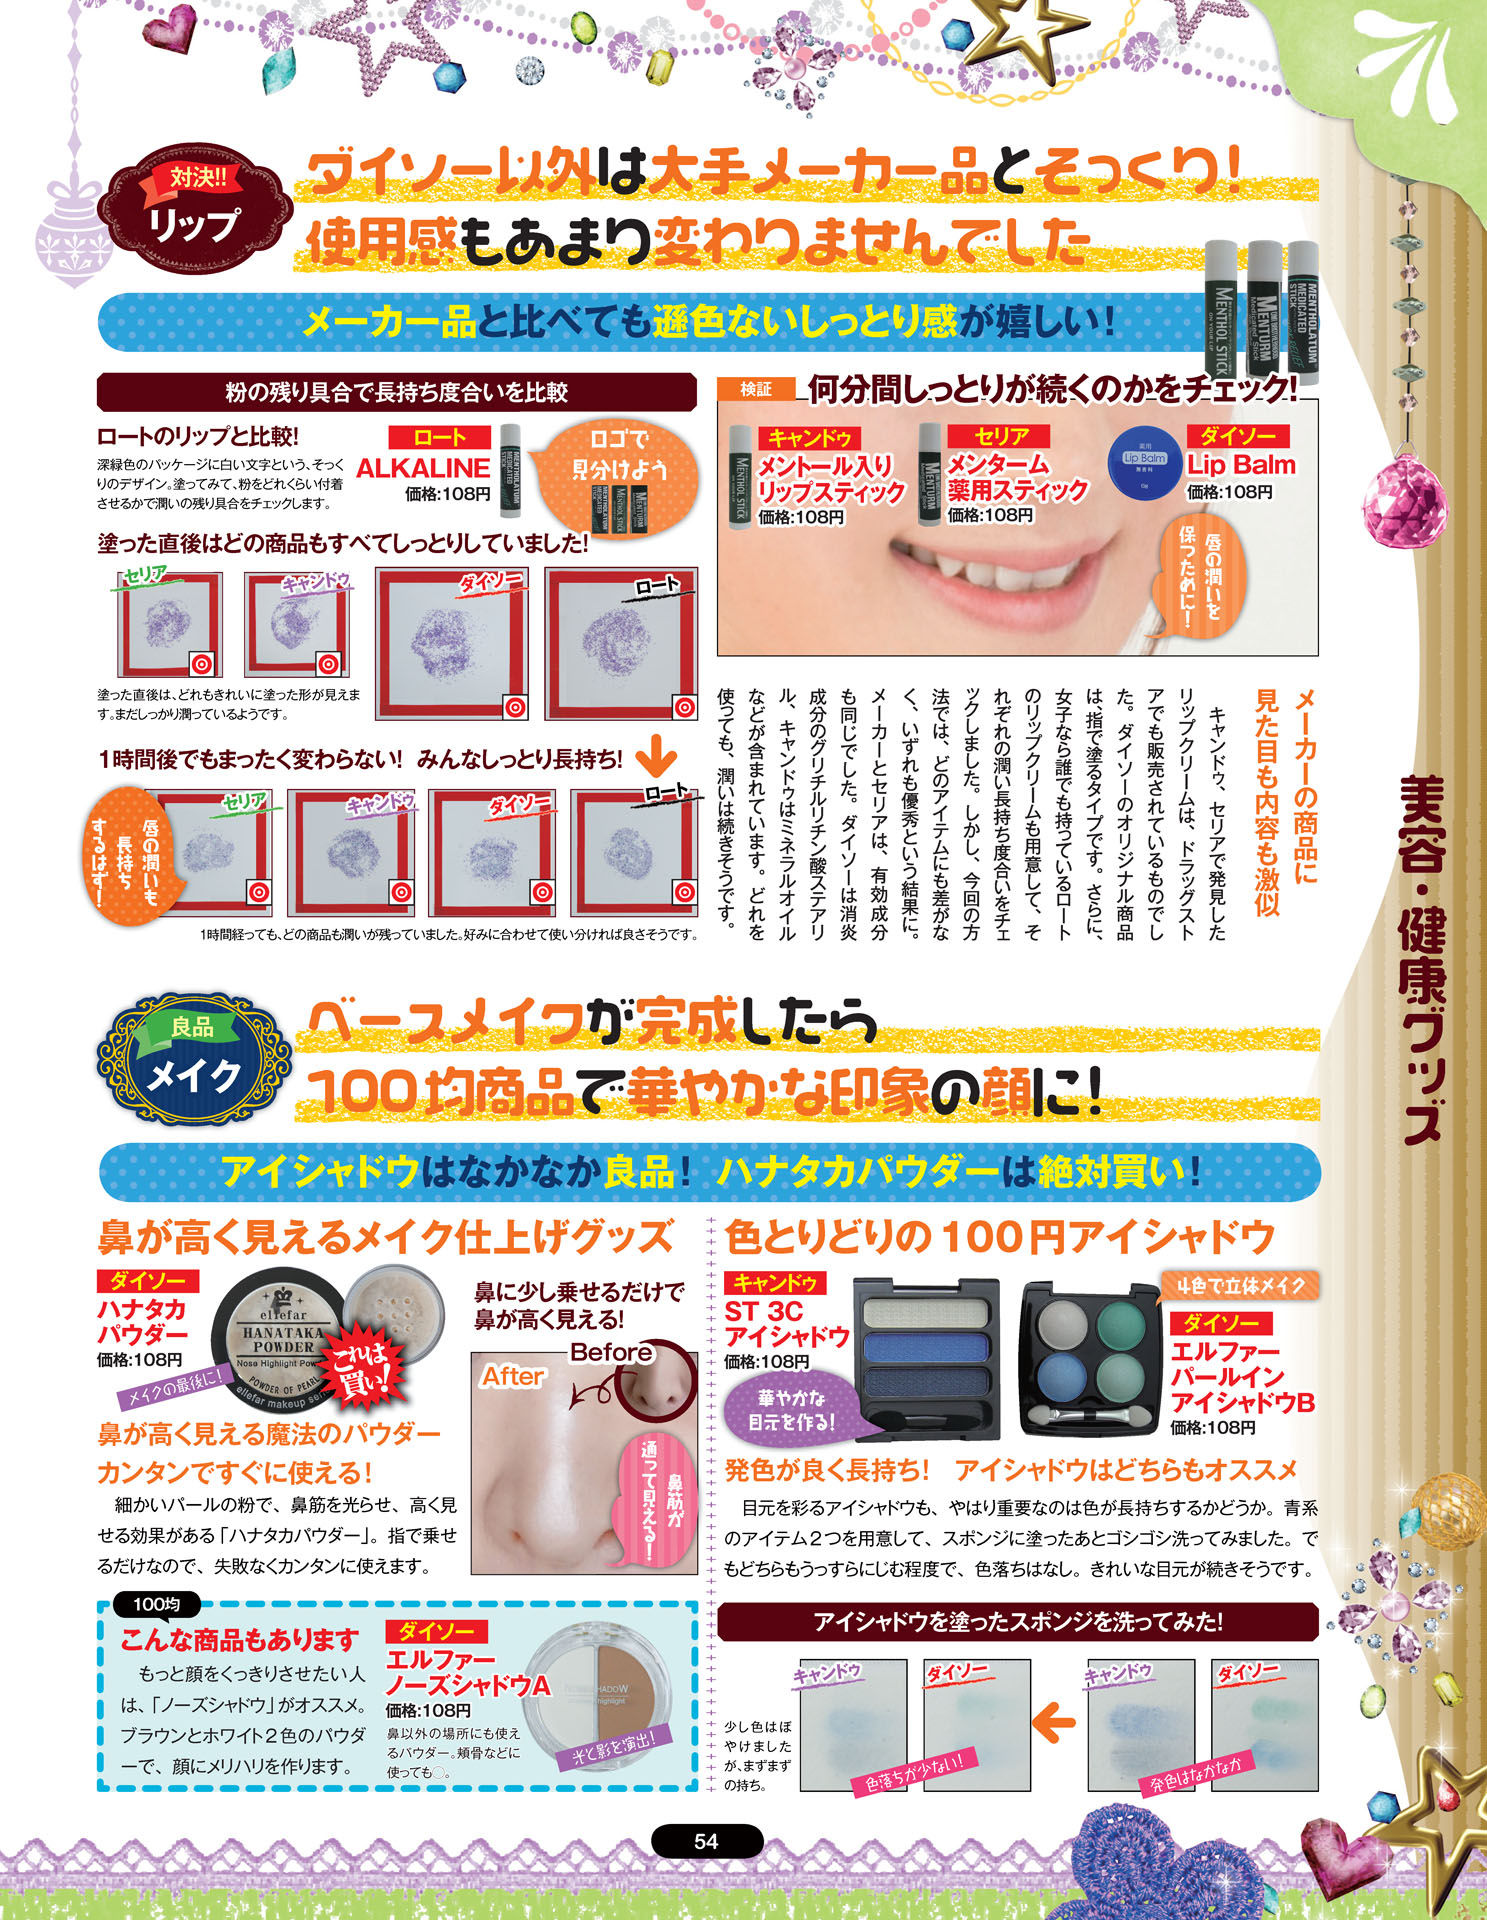 対決!!
リップ
ダイソー以外は大手メーカー品とそっくり!
使用感もあまり変わりませんでした
メーカー品と比べても遜色ないしっとり感が嬉しい!
MENTHOL STICK
ON YOUR LIP
MENTURM
Medicated Stick
MENTHOLATUM
MEDICATED
STICK
粉の残り具合で長持ち度合いを比較
ロートのリップと比較!
深緑色のパッケージに白い文字という、そっく
りのデザイン。塗ってみて、粉をどれくらい付着
させるかで潤いの残り具合をチェックします。
ロート
ALKALINE
価格:108円
MENTHOLATUM
MEDICATED
STICK
ロゴで
見分けよう
MENTHOLATUM
MEDICATED
STICK
MENTHOL STICK
MENTURM
塗った直後はどの商品もすべてしっとりしていました!
セリア
キャンドゥ
ダイソー
ロート
塗った直後は、どれもきれいに塗った形が見えま
す。まだしっかり潤っているようです。
1時間後でもまったく変わらない! みんなしっとり長持ち!
唇の潤いも
長持ち
するはず!
セリア
キャンドゥ
ダイソー
ロート
1時間経っても、どの商品も潤いが残っていました。好みに合わせて使い分ければ良さそうです。
検証
何分間しっとりが続くのかをチェック!
キャンドゥ
メントール入り
リップスティック
価格:108円
MENTHOL STICK
セリア
メンターム
薬用スティック
価格:108円
MENTURM
ダイソー
Lip Balm
価格:108円
薬用
Lip Balm
無香料
唇の潤いを
保つために!
メーカーの商品に
見た目も内容も激似
キャンドゥ、セリアで発見した
リップクリームは、ドラッグスト
アでも販売されているものでし
た。ダイソーのオリジナル商品
は、指で塗るタイプです。さらに、
女子なら誰でも持っているロート
のリップクリームも用意して、そ
れぞれの潤い長持ち度合いをチェ
ックしました。しかし、今回の方
法では、どのアイテムにも差がな
く、いずれも優秀という結果に。
メーカーとセリアは、有効成分
も同じでした。ダイソーは消炎
成分のグリチルリチン酸ステアリ
ル、キャンドゥはミネラルオイル
などが含まれています。どれを
使っても、潤いは続きそうです。
美容・健康グッズ
良品
メイク
ベースメイクが完成したら
100均商品で華やかな印象の顔に!
アイシャドウはなかなか良品! ハナタカパウダーは絶対買い!
鼻が高く見えるメイク仕上げグッズ
ダイソー
ハナタカ
パウダー
価格:108円
メイクの最後に!
ellefar
HANATAKA
POWDER
Nose Highlight Pow
POWDER OF PEARL
ellefar makeup ser
これは
買い!
鼻に少し乗せるだけで
鼻が高く見える!
Before
After
鼻筋が
通って見える!
鼻が高く見える魔法のパウダー
カンタンですぐに使える!
細かいパールの粉で、鼻筋を光らせ、高く見
せる効果がある「ハナタカパウダー」。指で乗せ
るだけなので、失敗なくカンタンに使えます。
100均
こんな商品もあります
もっと顔をくっきりさせたい人
は、「ノーズシャドウ」がオススメ。
ブラウンとホワイト2色のパウダ
ーで、顔にメリハリを作ります。
ダイソー
エルファー
ノーズシャドウA
価格:108円
鼻以外の場所にも使え
るパウダー。頬骨などに
使っても◯。
光と影を演出!
色とりどりの100円アイシャドウ
キャンドゥ
ST 3C
アイシャドウ
価格:108円
華やかな
目元を作る!
4色で立体メイク
ダイソー
エルファー
パールイン
アイシャドウB
価格:108円
発色が良く長持ち! アイシャドウはどちらもオススメ
目元を彩るアイシャドウも、やはり重要なのは色が長持ちするかどうか。青系
のアイテム2つを用意して、スポンジに塗ったあとゴシゴシ洗ってみました。で
もどちらもうっすらにじむ程度で、色落ちはなし。きれいな目元が続きそうです。
アイシャドウを塗ったスポンジを洗ってみた!
少し色はぼ
やけました
が、まずまず
の持ち。
キャンドゥ
ダイソー
色落ちが少ない!
キャンドゥ
ダイソー
発色はなかなか
54